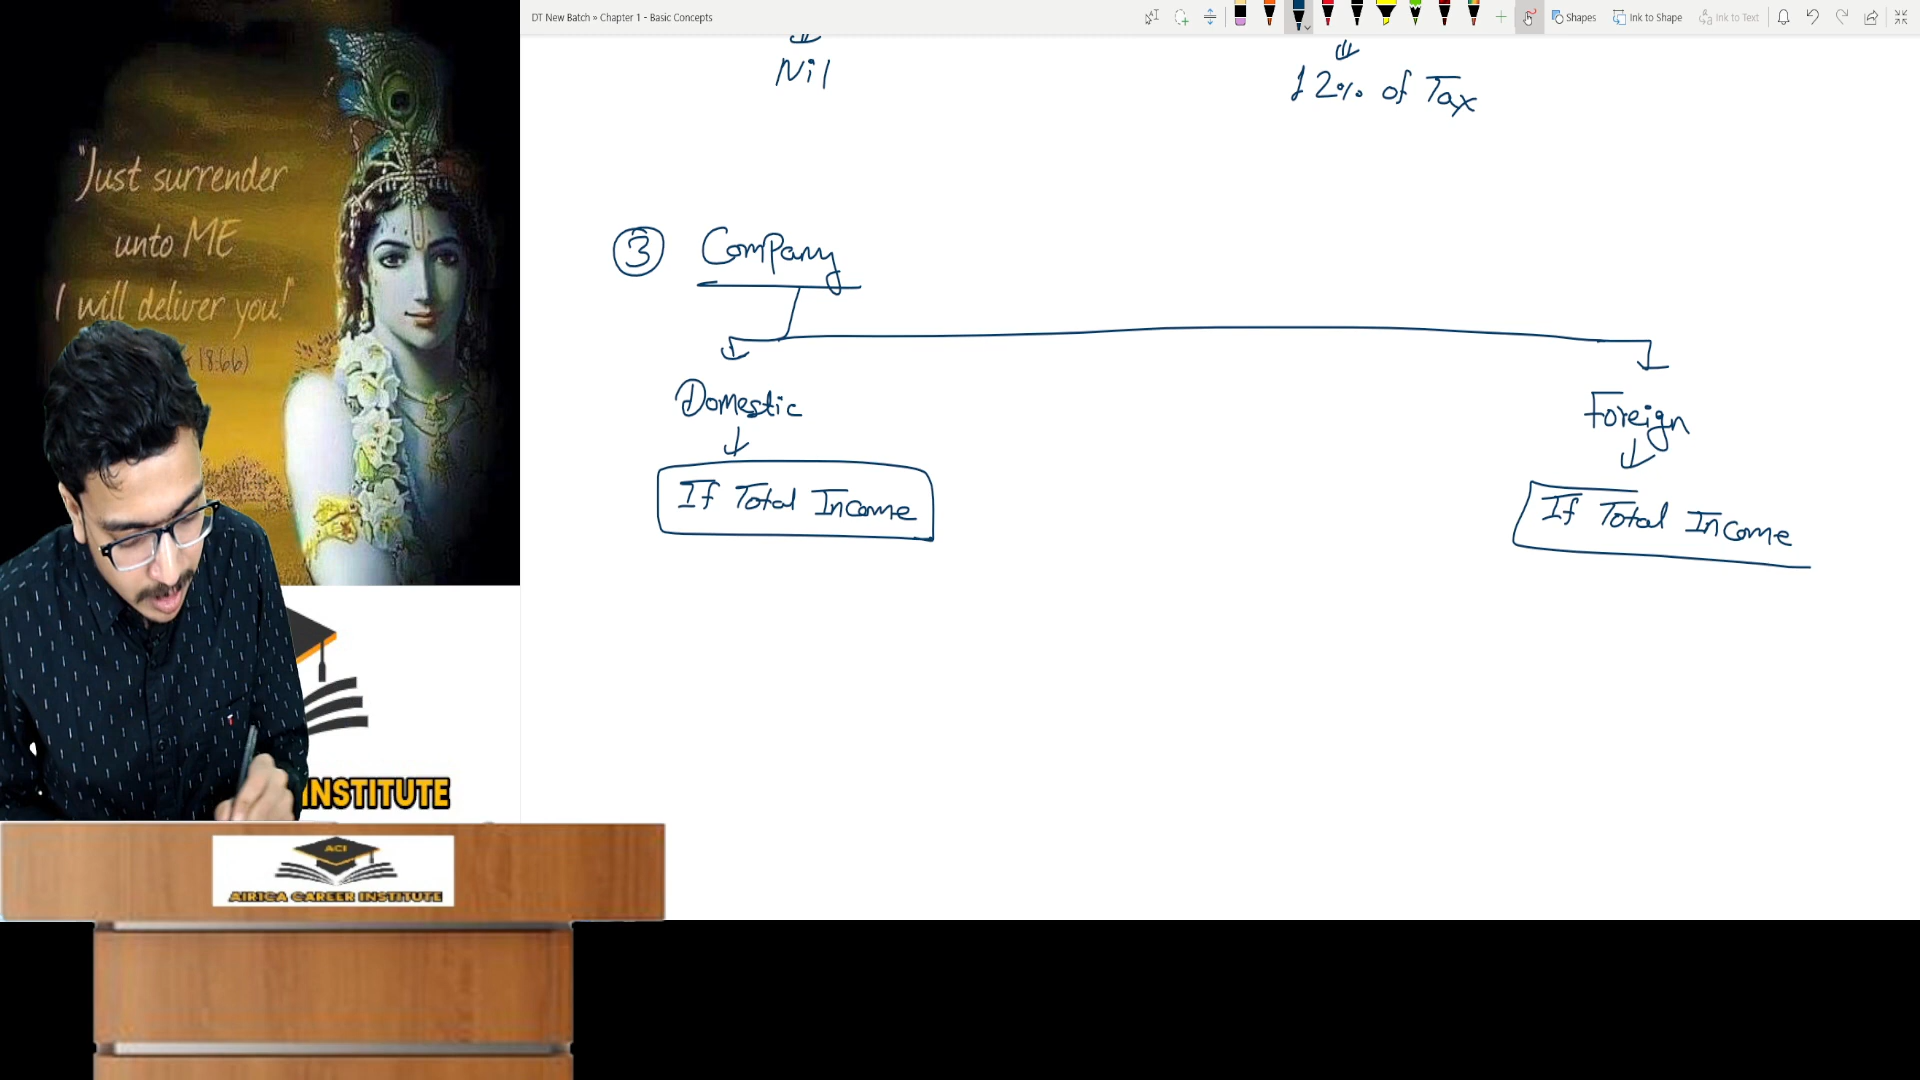 DT New Batch » Chapter 1 - Basic Concepts
Shapes
Ink to Shape
Ink to Text
Nil
12% of Tax
"Just surrender
unto ME
I will deliver you!"
18:66)
3 Company
Domestic
Foreign
If Total Income
If Total Income
INSTITUTE
ACI
AIRICA CAREER INSTITUTE